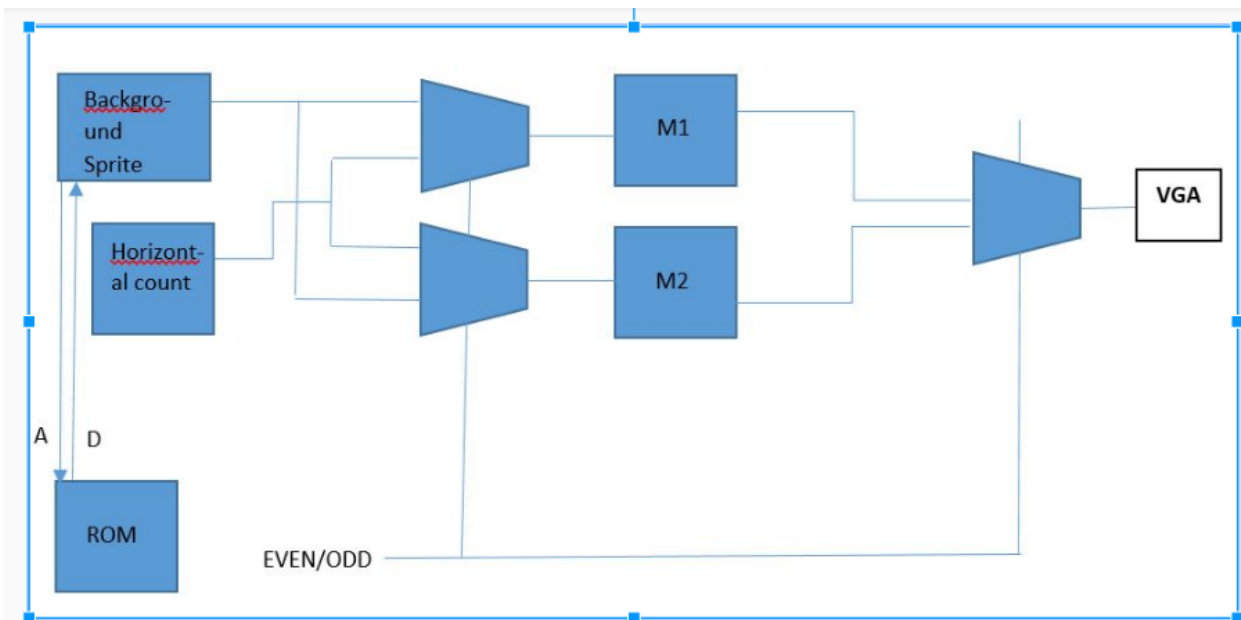 Backgro-
und
Sprite
M1
VGA
Horizont-
al count
M2
A
D
ROM
EVEN/ODD